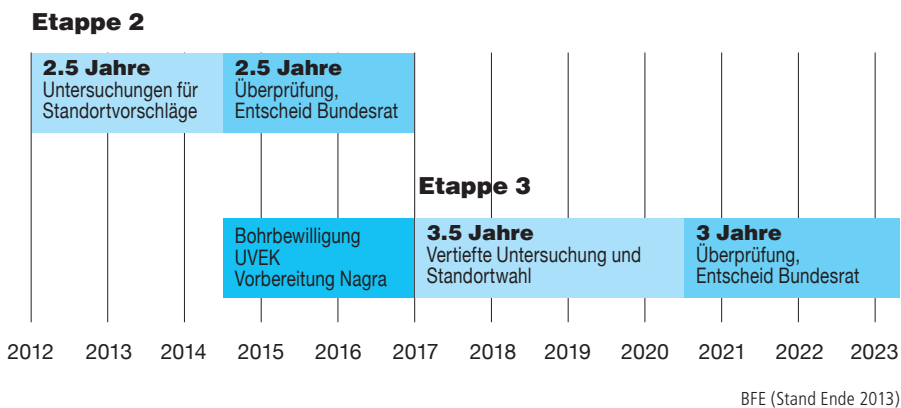 Etappe 2
2.5 Jahre
Untersuchungen für
Standortvorschläge
2.5 Jahre
Überprüfung,
Entscheid Bundesrat
Etappe 3
Bohrbewilligung
UVEK
Vorbereitung Nagra
3.5 Jahre
Vertiefte Untersuchung und
Standortwahl
3 Jahre
Überprüfung,
Entscheid Bundesrat
2012 2013 2014 2015 2016 2017 2018 2019 2020 2021 2022 2023
BFE (Stand Ende 2013)